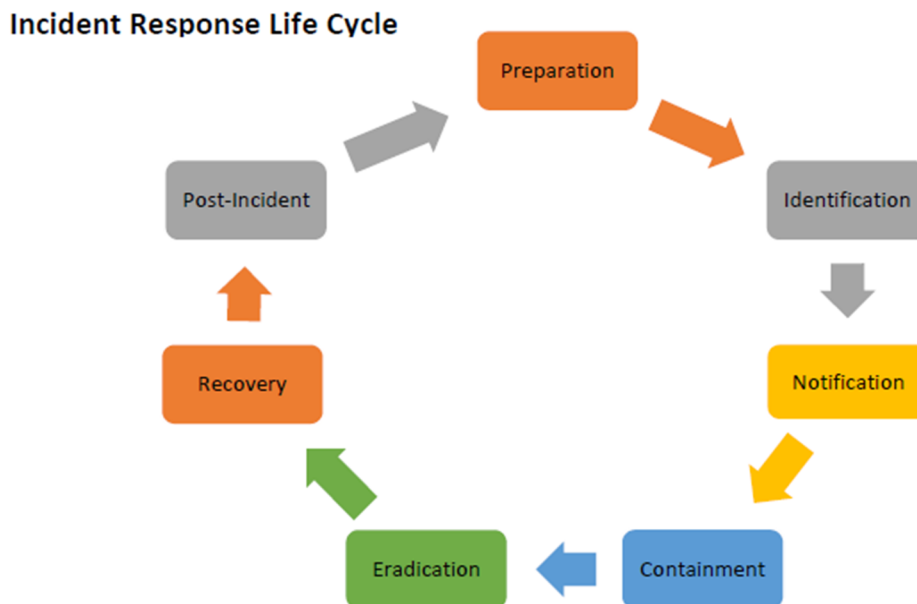 Incident Response Life Cycle
Preparation
Identification
Notification
Containment
Eradication
Recovery
Post-Incident